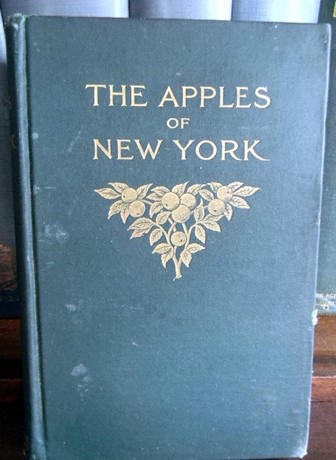 THE APPLES
OF
NEW YORK